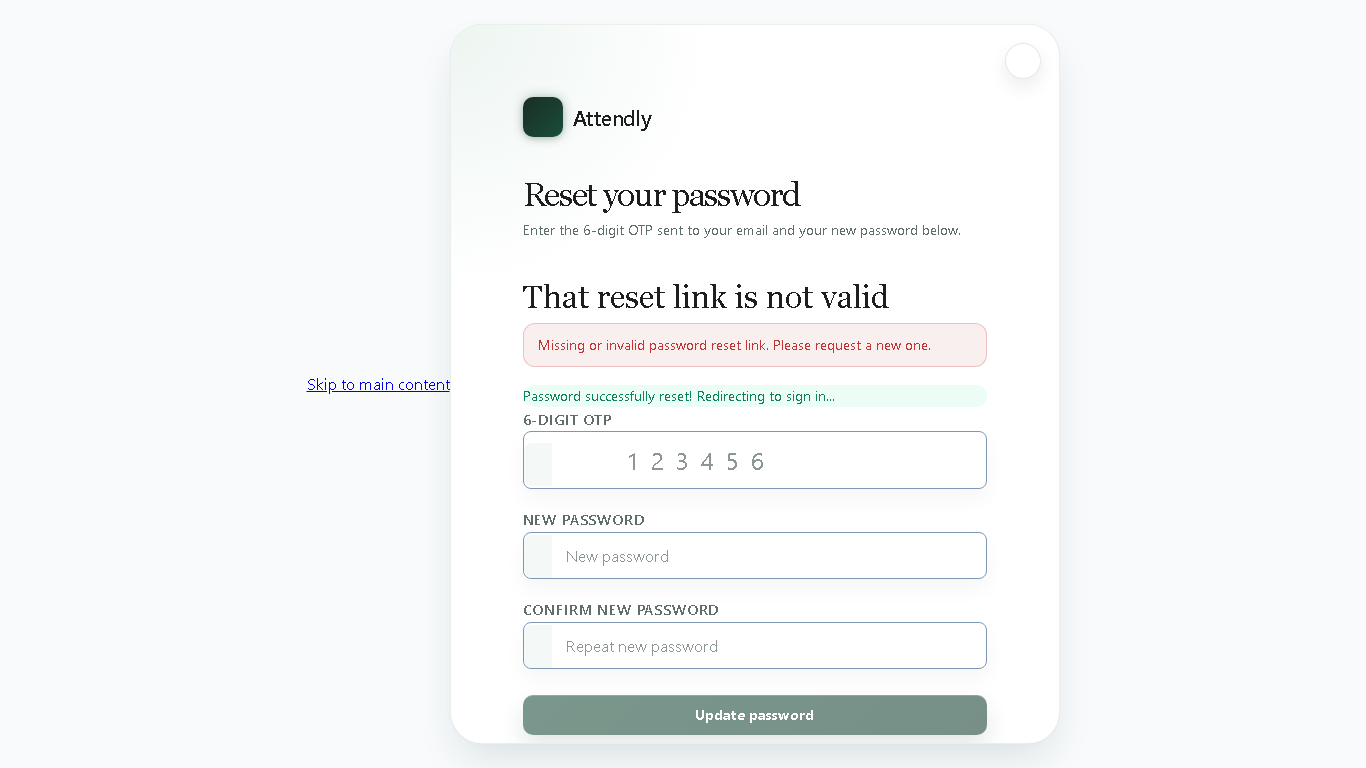 Attendly
Reset your password
Enter the 6-digit OTP sent to your email and your new password below.
That reset link is not valid
Missing or invalid password reset link. Please request a new one.
Skip to main content
Password successfully reset! Redirecting to sign in...
6-DIGIT OTP
1 2 3 4 5 6
NEW PASSWORD
New password
CONFIRM NEW PASSWORD
Repeat new password
Update password